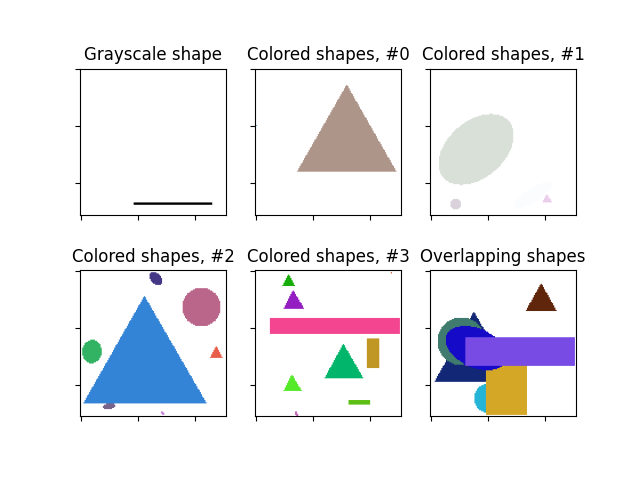 Grayscale shape
Colored shapes, #0
Colored shapes, #1
Colored shapes, #2
Colored shapes, #3
Overlapping shapes